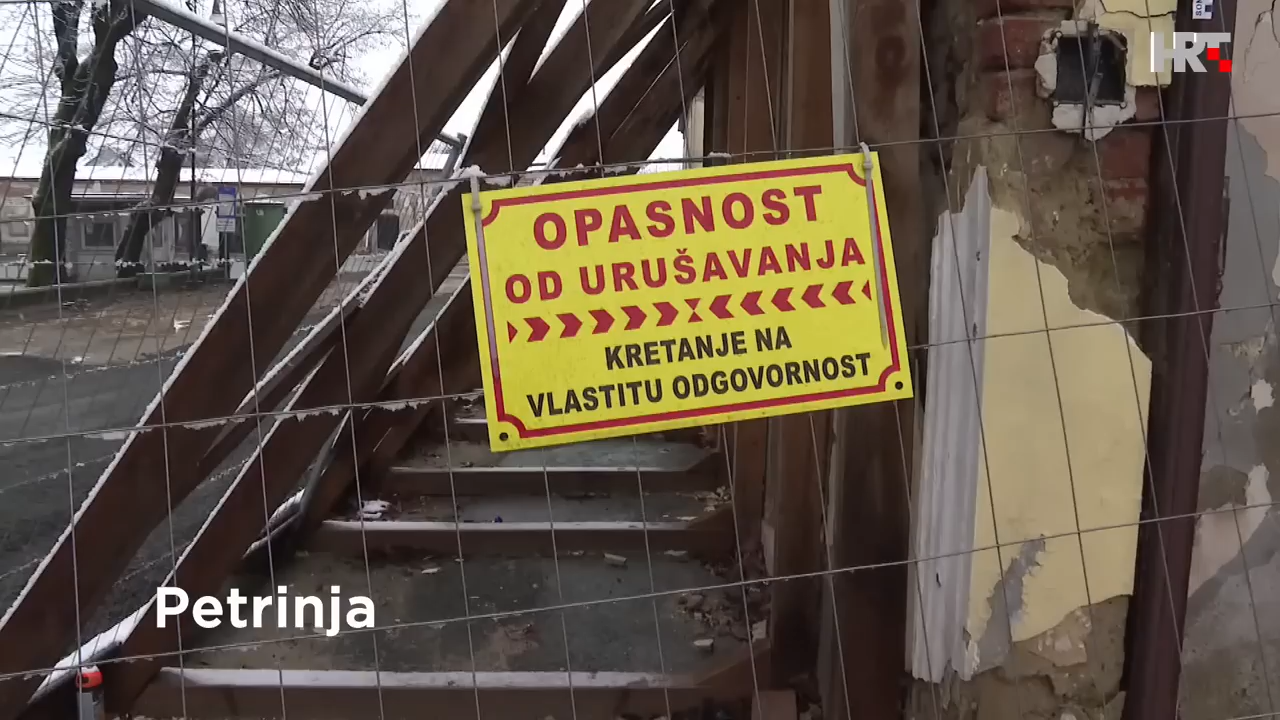 HRT
OPASNOST
OD URUŠAVANJA
KRETANJE NA
VLASTITU ODGOVORNOST
Petrinja